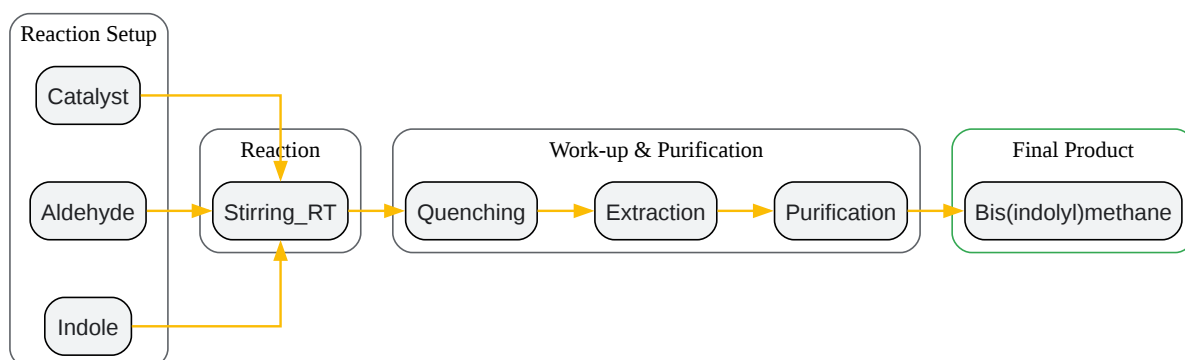 Reaction Setup
Catalyst
Aldehyde
Indole
Reaction
Stirring_RT
Work-up & Purification
Quenching
Extraction
Purification
Final Product
Bis(indolyl)methane